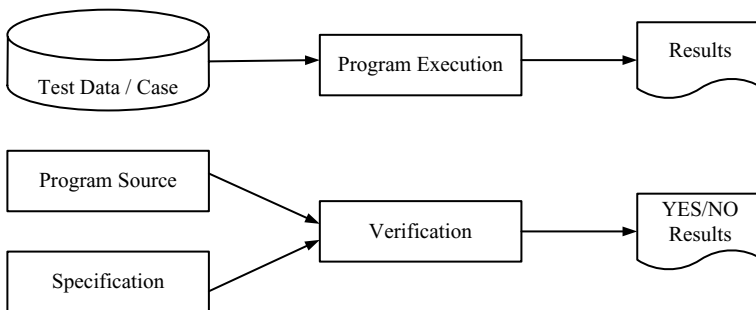 Test Data / Case
Program Execution
Results
Program Source
Verification
YES/NO
Results
Specification